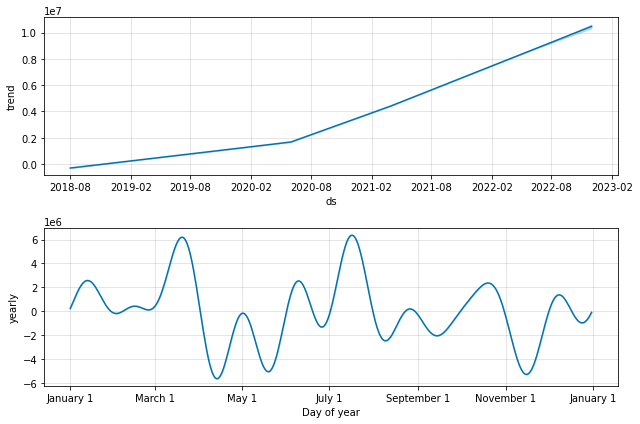 1e7
1.0
0.8
0.6
0.4
0.2
0.0
trend
2018-08 2019-02 2019-08 2020-02 2020-08 2021-02 2021-08 2022-02 2022-08 2023-02
ds
1e6
6
4
2
0
−2
−4
−6
yearly
January 1 March 1 May 1 July 1 September 1 November 1 January 1
Day of year